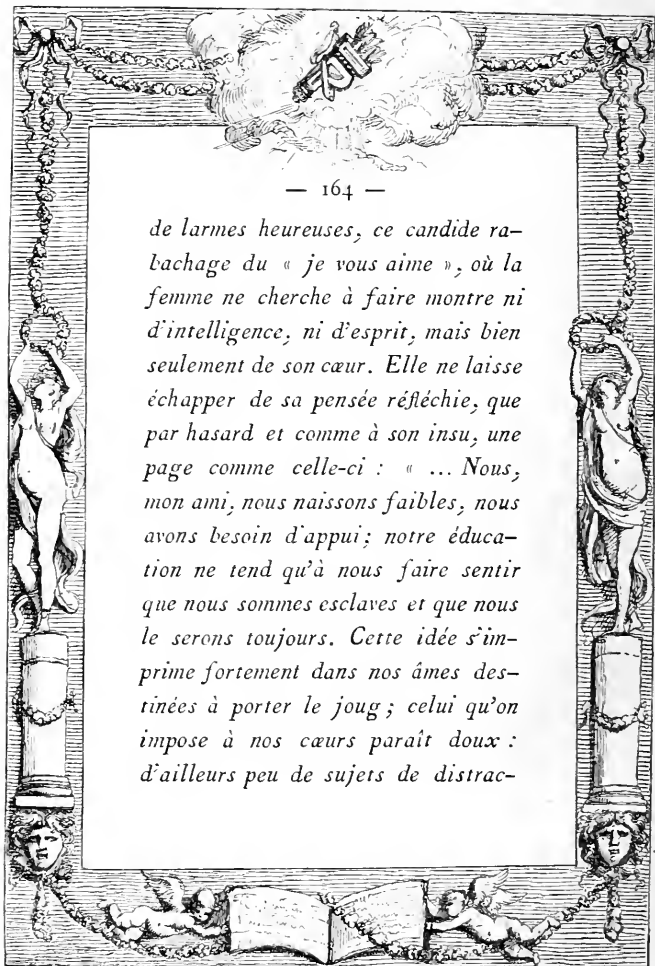 — 164 —
de larmes heureuses, ce candide ra-
bachage du « je vous aime », où la
femme ne cherche à faire montre ni
d'intelligence, ni d'esprit, mais bien
seulement de son cœur. Elle ne laisse
échapper de sa pensée réfléchie, que
par hasard et comme à son insu, une
page comme celle-ci : « ... Nous,
mon ami, nous naissons faibles, nous
avons besoin d'appui ; notre éduca-
tion ne tend qu'à nous faire sentir
que nous sommes esclaves et que nous
le serons toujours. Cette idée s'im-
prime fortement dans nos âmes des-
tinées à porter le joug ; celui qu'on
impose à nos cœurs paraît doux :
d'ailleurs peu de sujets de distrac-